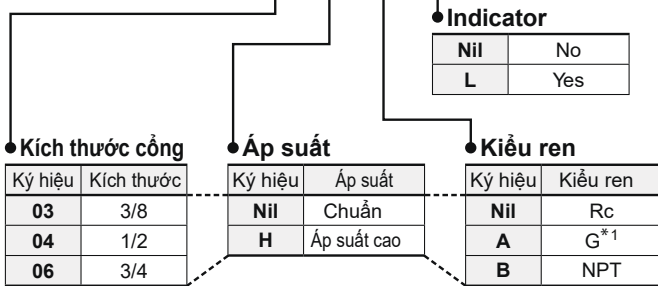 Indicator
Nil No
L Yes
Kích thước cổng
Ký hiệu Kích thước
03 3/8
04 1/2
06 3/4
Áp suất
Ký hiệu Áp suất
Nil Chuẩn
H Áp suất cao
Kiểu ren
Ký hiệu Kiểu ren
Nil Rc
A G*1
B NPT